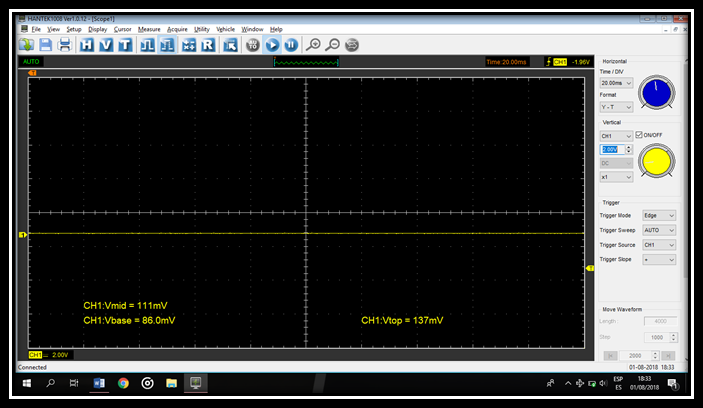 HANTEK1008 Ver1.0.12 - [Scope1]
File View Setup Display Cursor Measure Acquire Utility Vehicle Window Help
H V T R
AUTO
T
Time:20.00ms
CH1 -1.96V
Horizontal
Time / DIV
20.00ms
Format
Y - T
Vertical
CH1 ON/OFF
2.00V
DC
x1
Trigger
Trigger Mode Edge
Trigger Sweep AUTO
Trigger Source CH1
Trigger Slope +
Move Waveform
Length 4000
Step 1000
2000
1
T
CH1:Vmid = 111mV
CH1:Vbase = 86.0mV
CH1:Vtop = 137mV
CH1 2.00V
Connected
01-08-2018 18:33
ESP
ES
18:33
01/08/2018